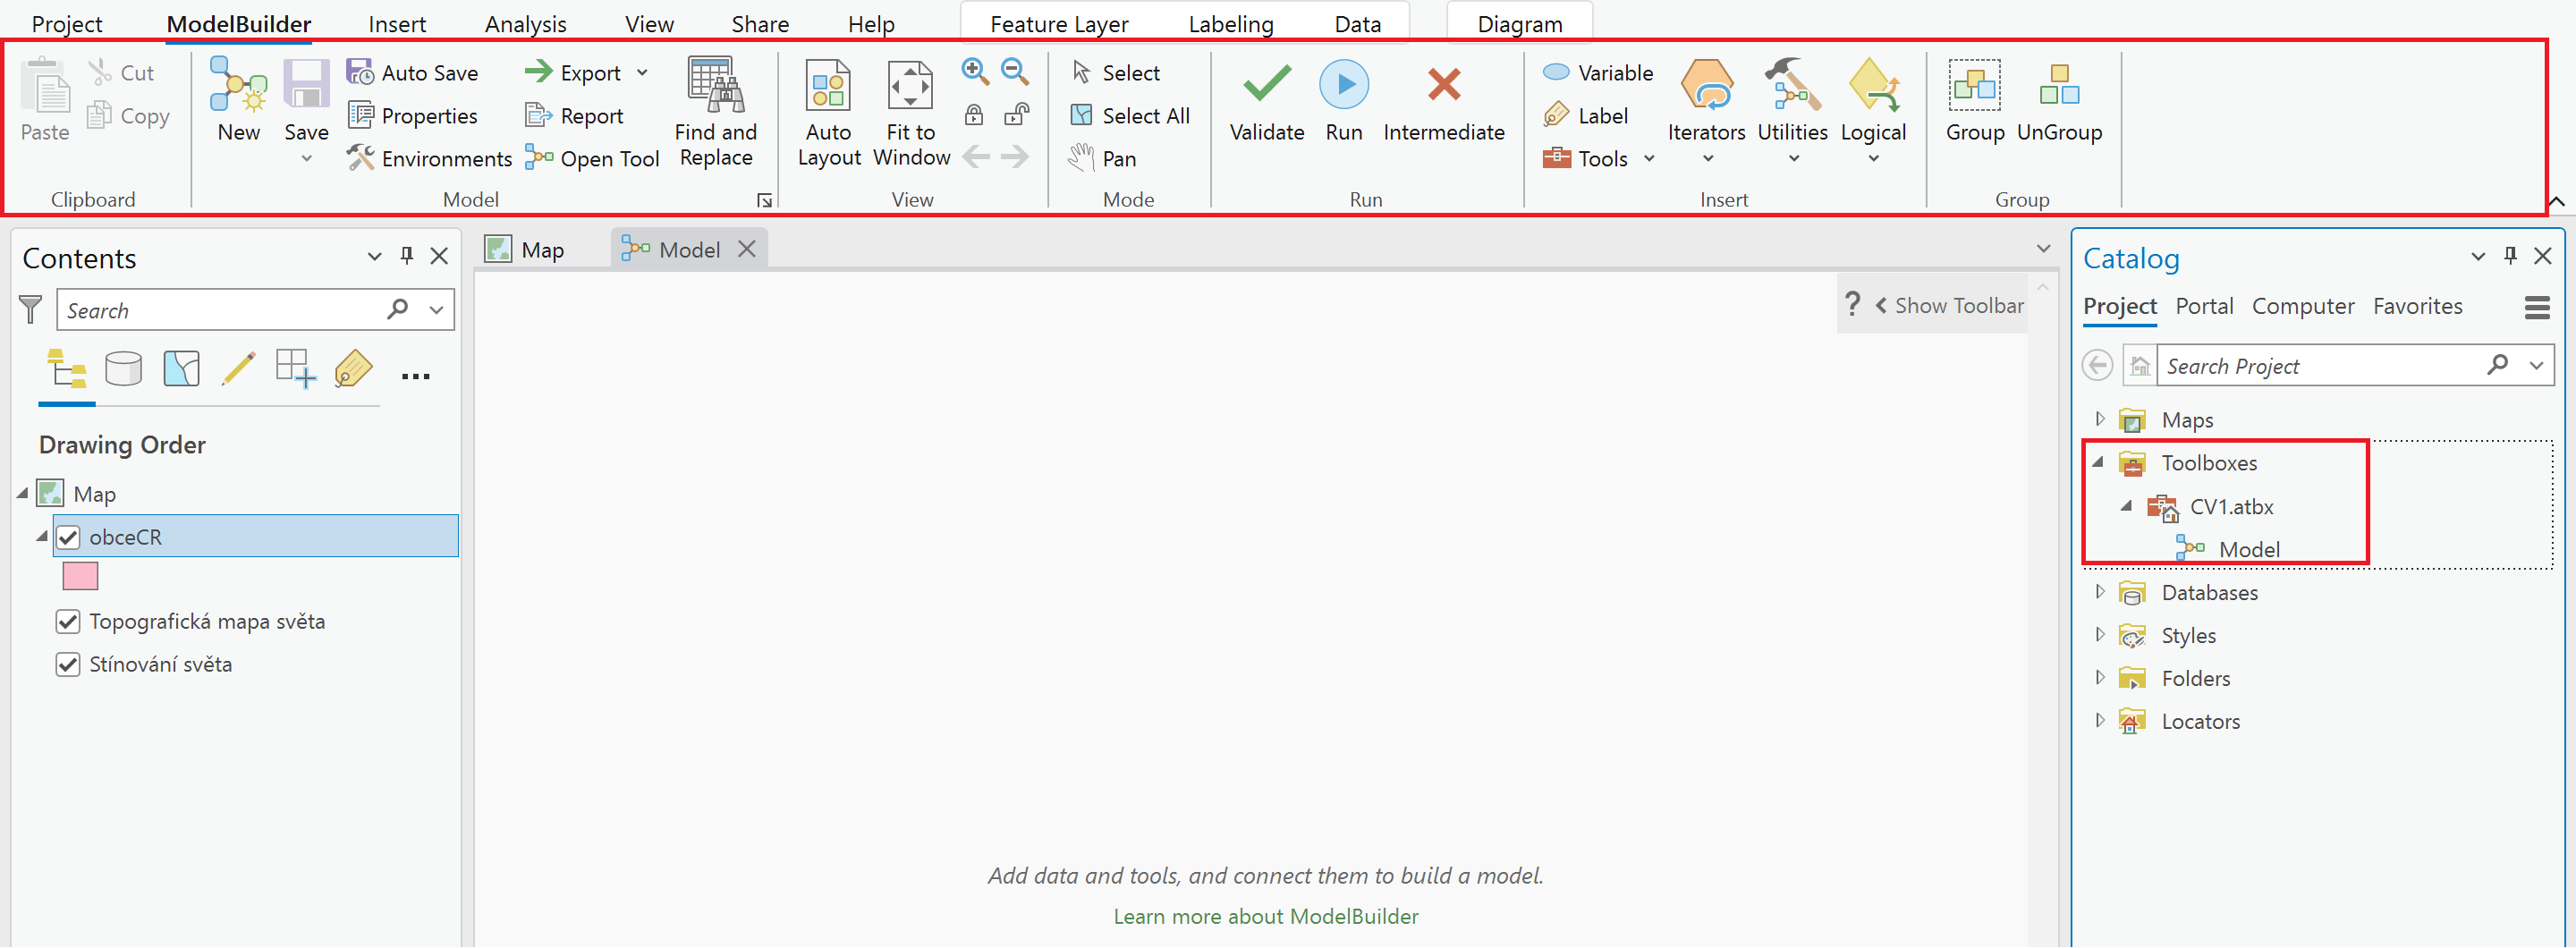 Project ModelBuilder Insert Analysis View Share Help Feature Layer Labeling Data Diagram
Paste
Cut
Copy
Clipboard
New
Save
Auto Save
Properties
Environments
Export
Report
Open Tool
Find and
Replace
Model
Auto
Layout
Fit to
Window
View
Select
Select All
Pan
Mode
Validate
Run
Intermediate
Run
Variable
Label
Tools
Iterators
Utilities
Logical
Insert
Group
UnGroup
Group
Contents
Search
Drawing Order
Map
obceCR
Topografická mapa světa
Stínování světa
Map
Model
? Show Toolbar
Add data and tools, and connect them to build a model.
Learn more about ModelBuilder
Catalog
Project Portal Computer Favorites
Search Project
Maps
Toolboxes
CV1.atbx
Model
Databases
Styles
Folders
Locators